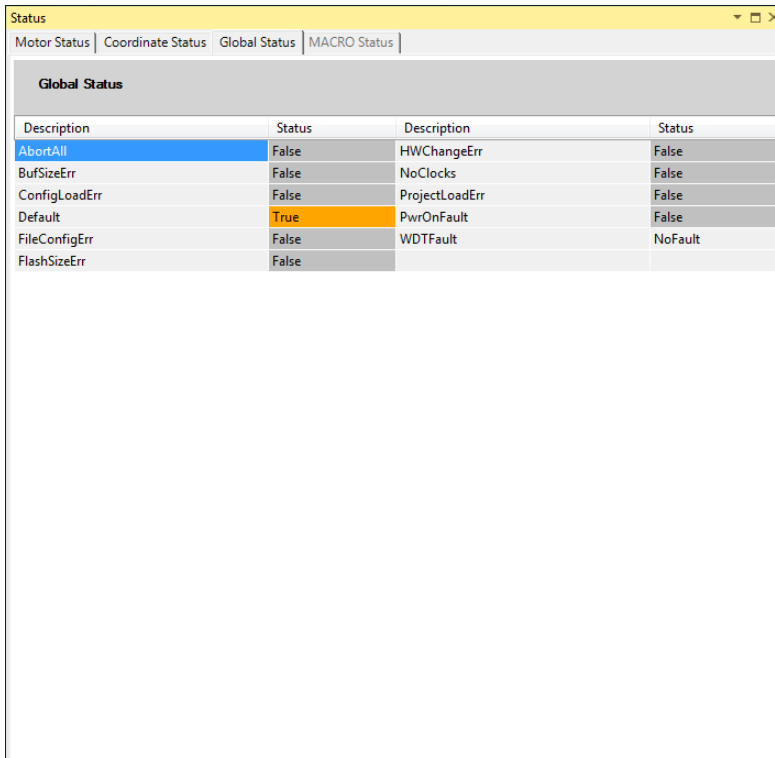 Status
Motor Status Coordinate Status Global Status MACRO Status
Global Status
Description Status Description Status
AbortAll False HWChangeErr False
BufSizeErr False NoClocks False
ConfigLoadErr False ProjectLoadErr False
Default True PwrOnFault False
FileConfigErr False WDTFault NoFault
FlashSizeErr False